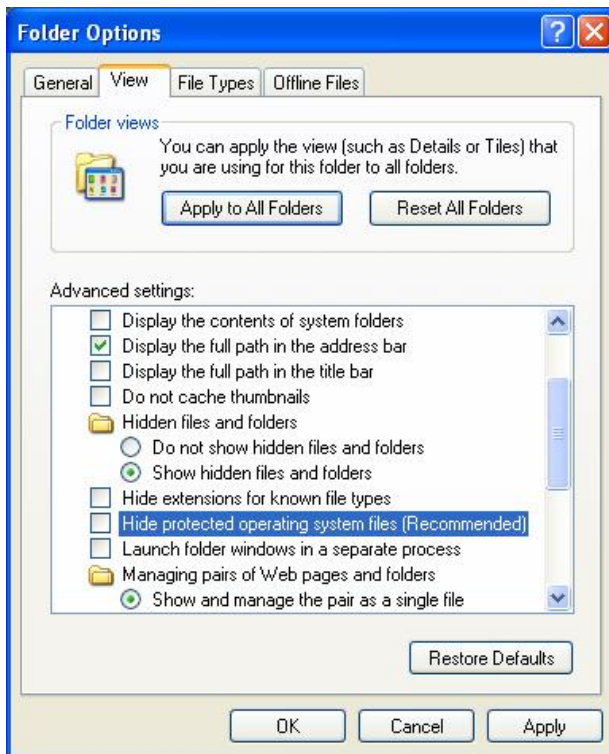 Folder Options
General View File Types Offline Files
Folder views
You can apply the view (such as Details or Tiles) that
you are using for this folder to all folders.
Apply to All Folders Reset All Folders
Advanced settings:
Display the contents of system folders
Display the full path in the address bar
Display the full path in the title bar
Do not cache thumbnails
Hidden files and folders
Do not show hidden files and folders
Show hidden files and folders
Hide extensions for known file types
Hide protected operating system files (Recommended)
Launch folder windows in a separate process
Managing pairs of Web pages and folders
Show and manage the pair as a single file
Restore Defaults
OK Cancel Apply